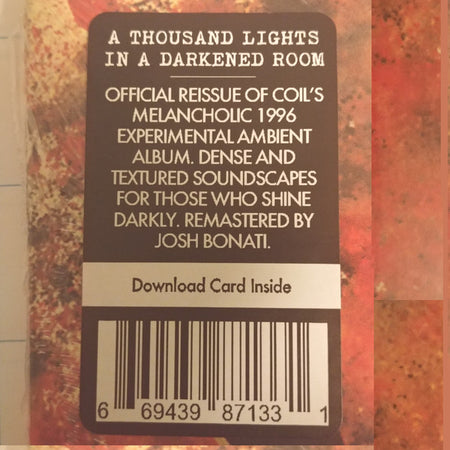 A THOUSAND LIGHTS
IN A DARKENED ROOM
OFFICIAL REISSUE OF COIL'S
MELANCHOLIC 1996
EXPERIMENTAL AMBIENT
ALBUM. DENSE AND
TEXTURED SOUNDSCAPES
FOR THOSE WHO SHINE
DARKLY. REMASTERED BY
JOSH BONATI.
Download Card Inside
6 69439 87133 1